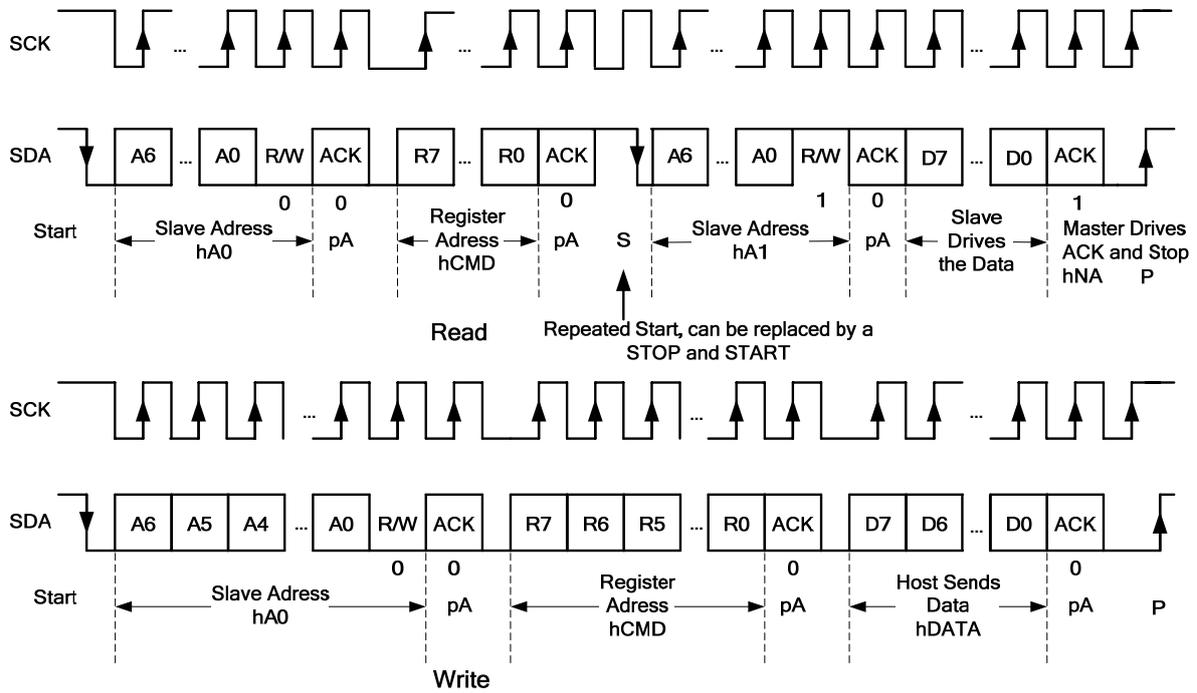 SCK
... ... ... ...
SDA A6 ... A0 R/W ACK R7 ... R0 ACK A6 ... A0 R/W ACK D7 ... D0 ACK
0 0 0 1 0 1
Start
Slave Adress
hA0
pA
Register
Adress
hCMD
pA
S
Slave Adress
hA1
pA
Slave
Drives
the Data
Master Drives
ACK and Stop
hNA P
Read
Repeated Start, can be replaced by a
STOP and START
SCK
... ... ...
SDA A6 A5 A4 ... A0 R/W ACK R7 R6 R5 ... R0 ACK D7 D6 ... D0 ACK
0 0 0 0
Start
Slave Adress
hA0
pA
Register
Adress
hCMD
pA
Host Sends
Data
hDATA
pA
P
Write